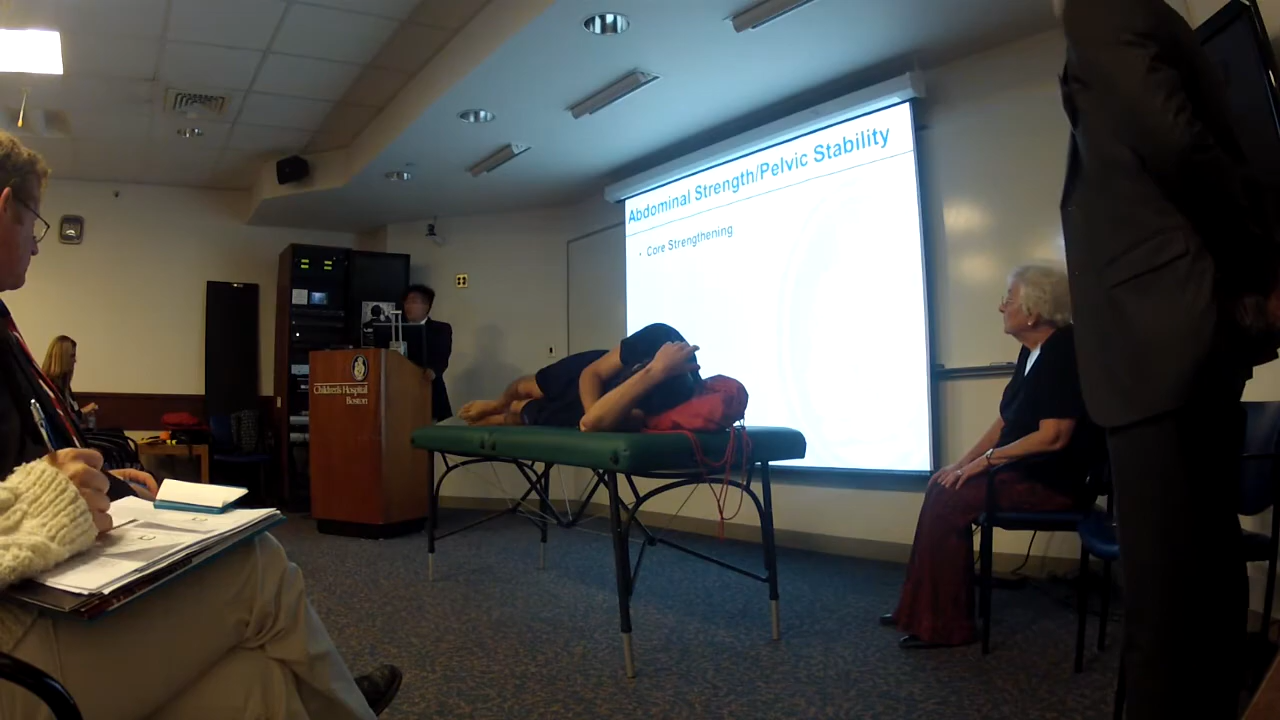 Abdominal Strength/Pelvic Stability
• Core Strengthening
Children's Hospital
Boston